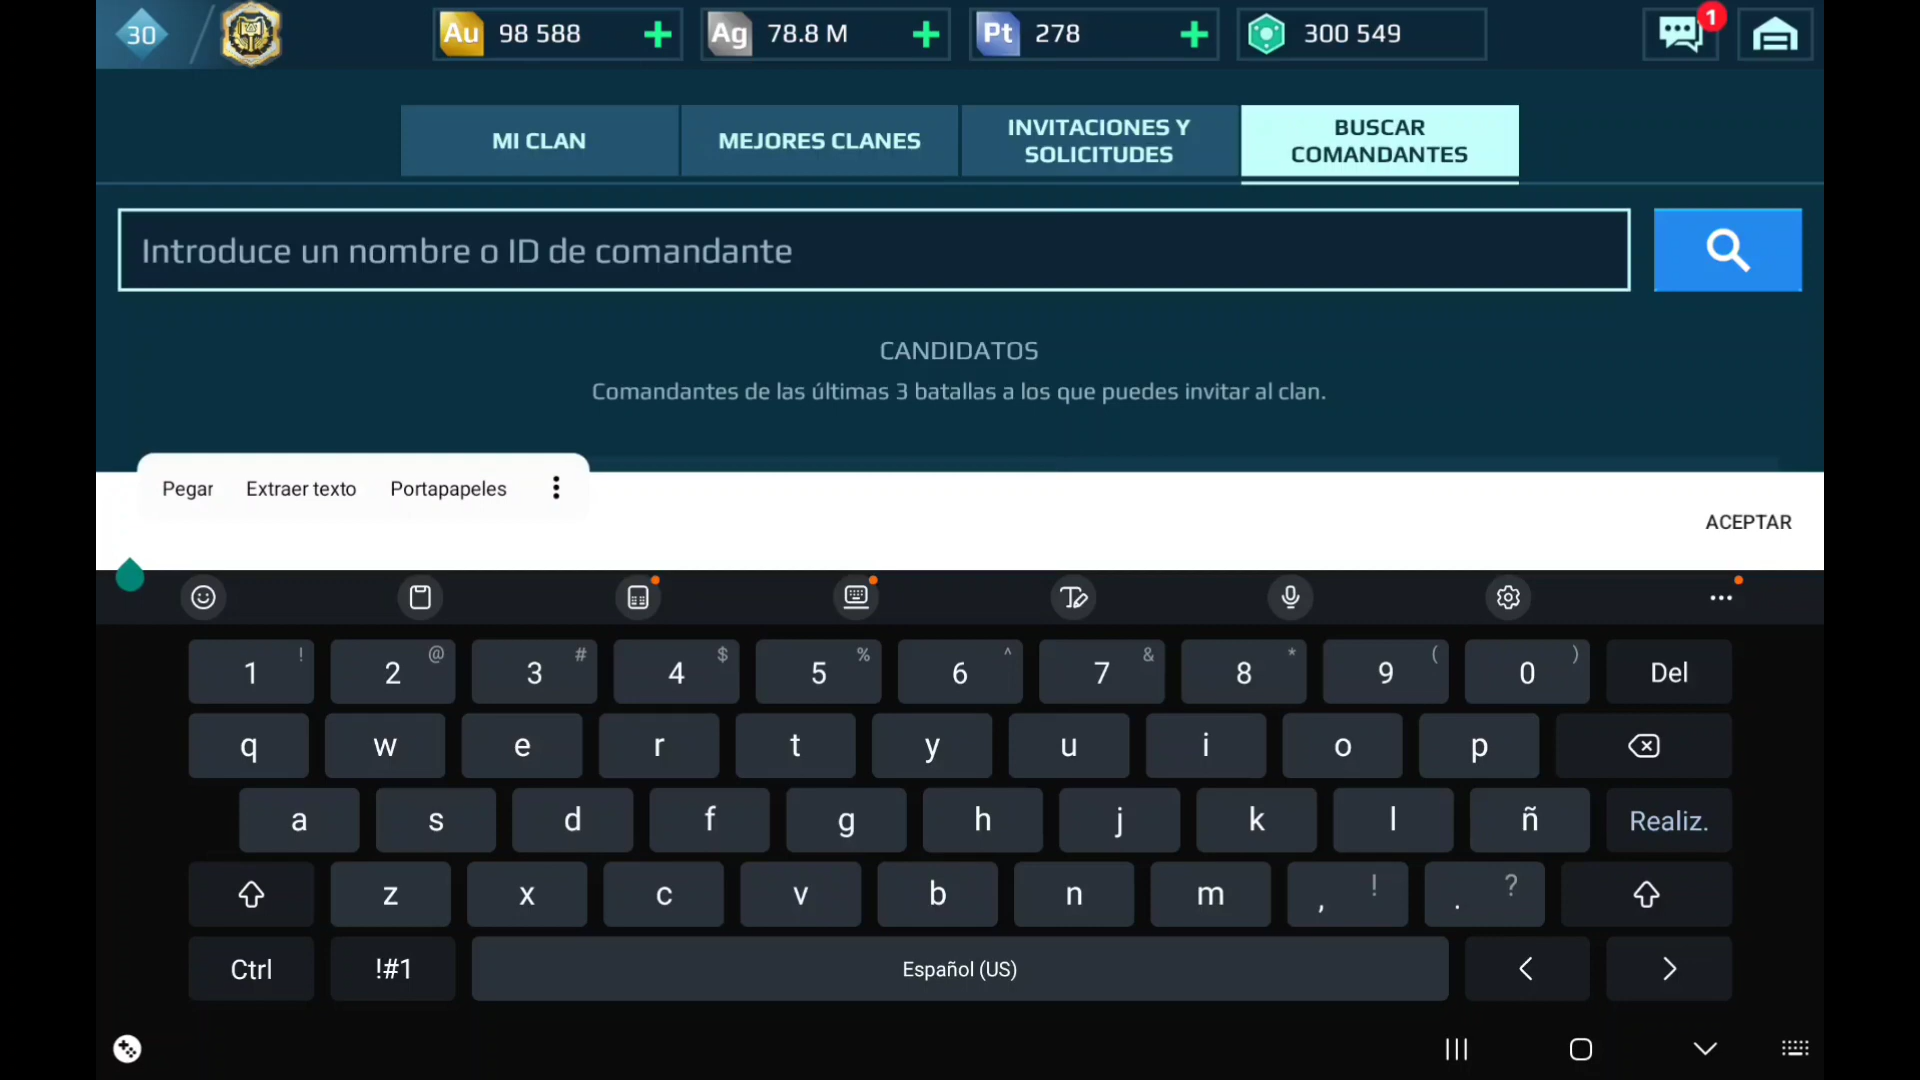 30
Au 98 588 +
Ag 78.8 M +
Pt 278 +
300 549
1
MI CLAN
MEJORES CLANES
INVITACIONES Y
SOLICITUDES
BUSCAR
COMANDANTES
Introduce un nombre o ID de comandante
CANDIDATOS
Comandantes de las últimas 3 batallas a los que puedes invitar al clan.
Pegar Extraer texto Portapapeles
ACEPTAR
1 ! 2 @ 3 # 4 $ 5 % 6 ^ 7 & 8 * 9 ( 0 ) Del
q w e r t y u i o p
a s d f g h j k l ñ Realiz.
z x c v b n m , ! . ?
Ctrl !#1 Español (US) < >